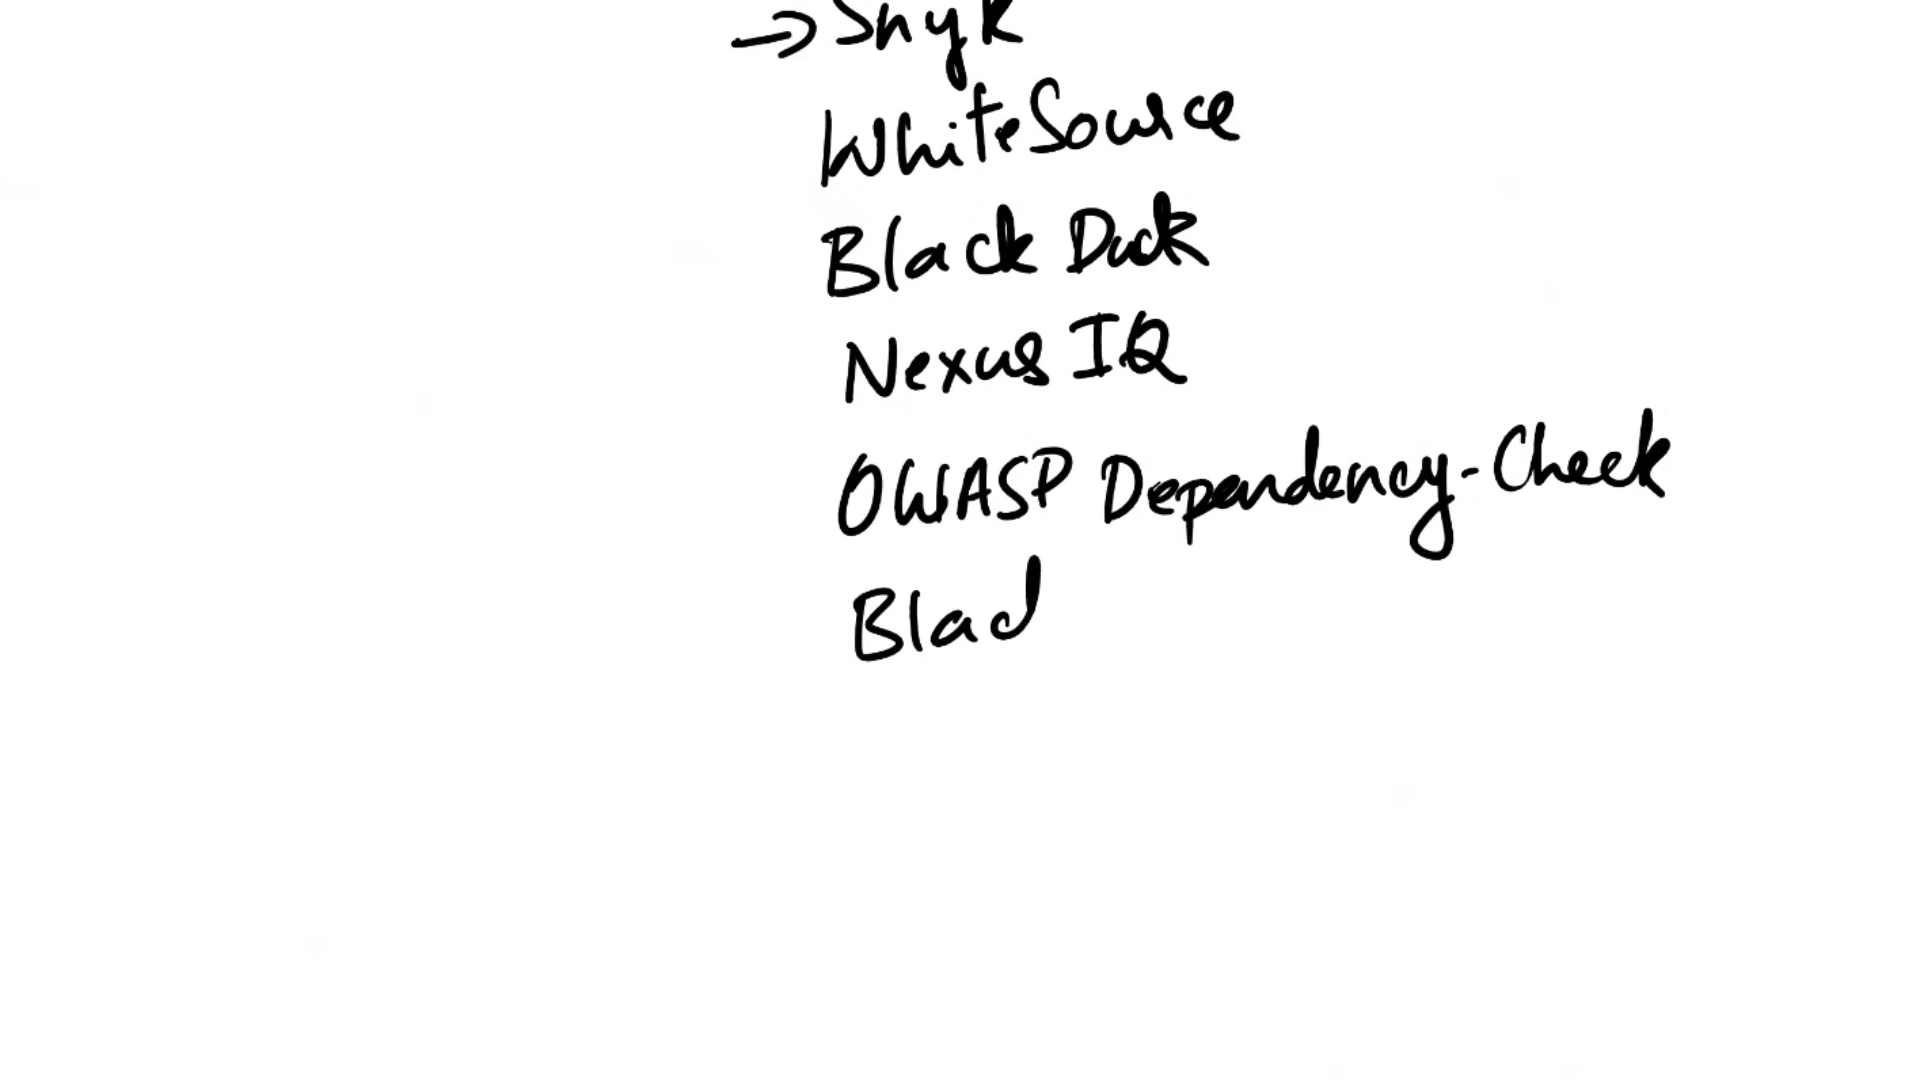 → Snyk
WhiteSource
Black Duck
Nexus IQ
OWASP Dependency-Check
Blad